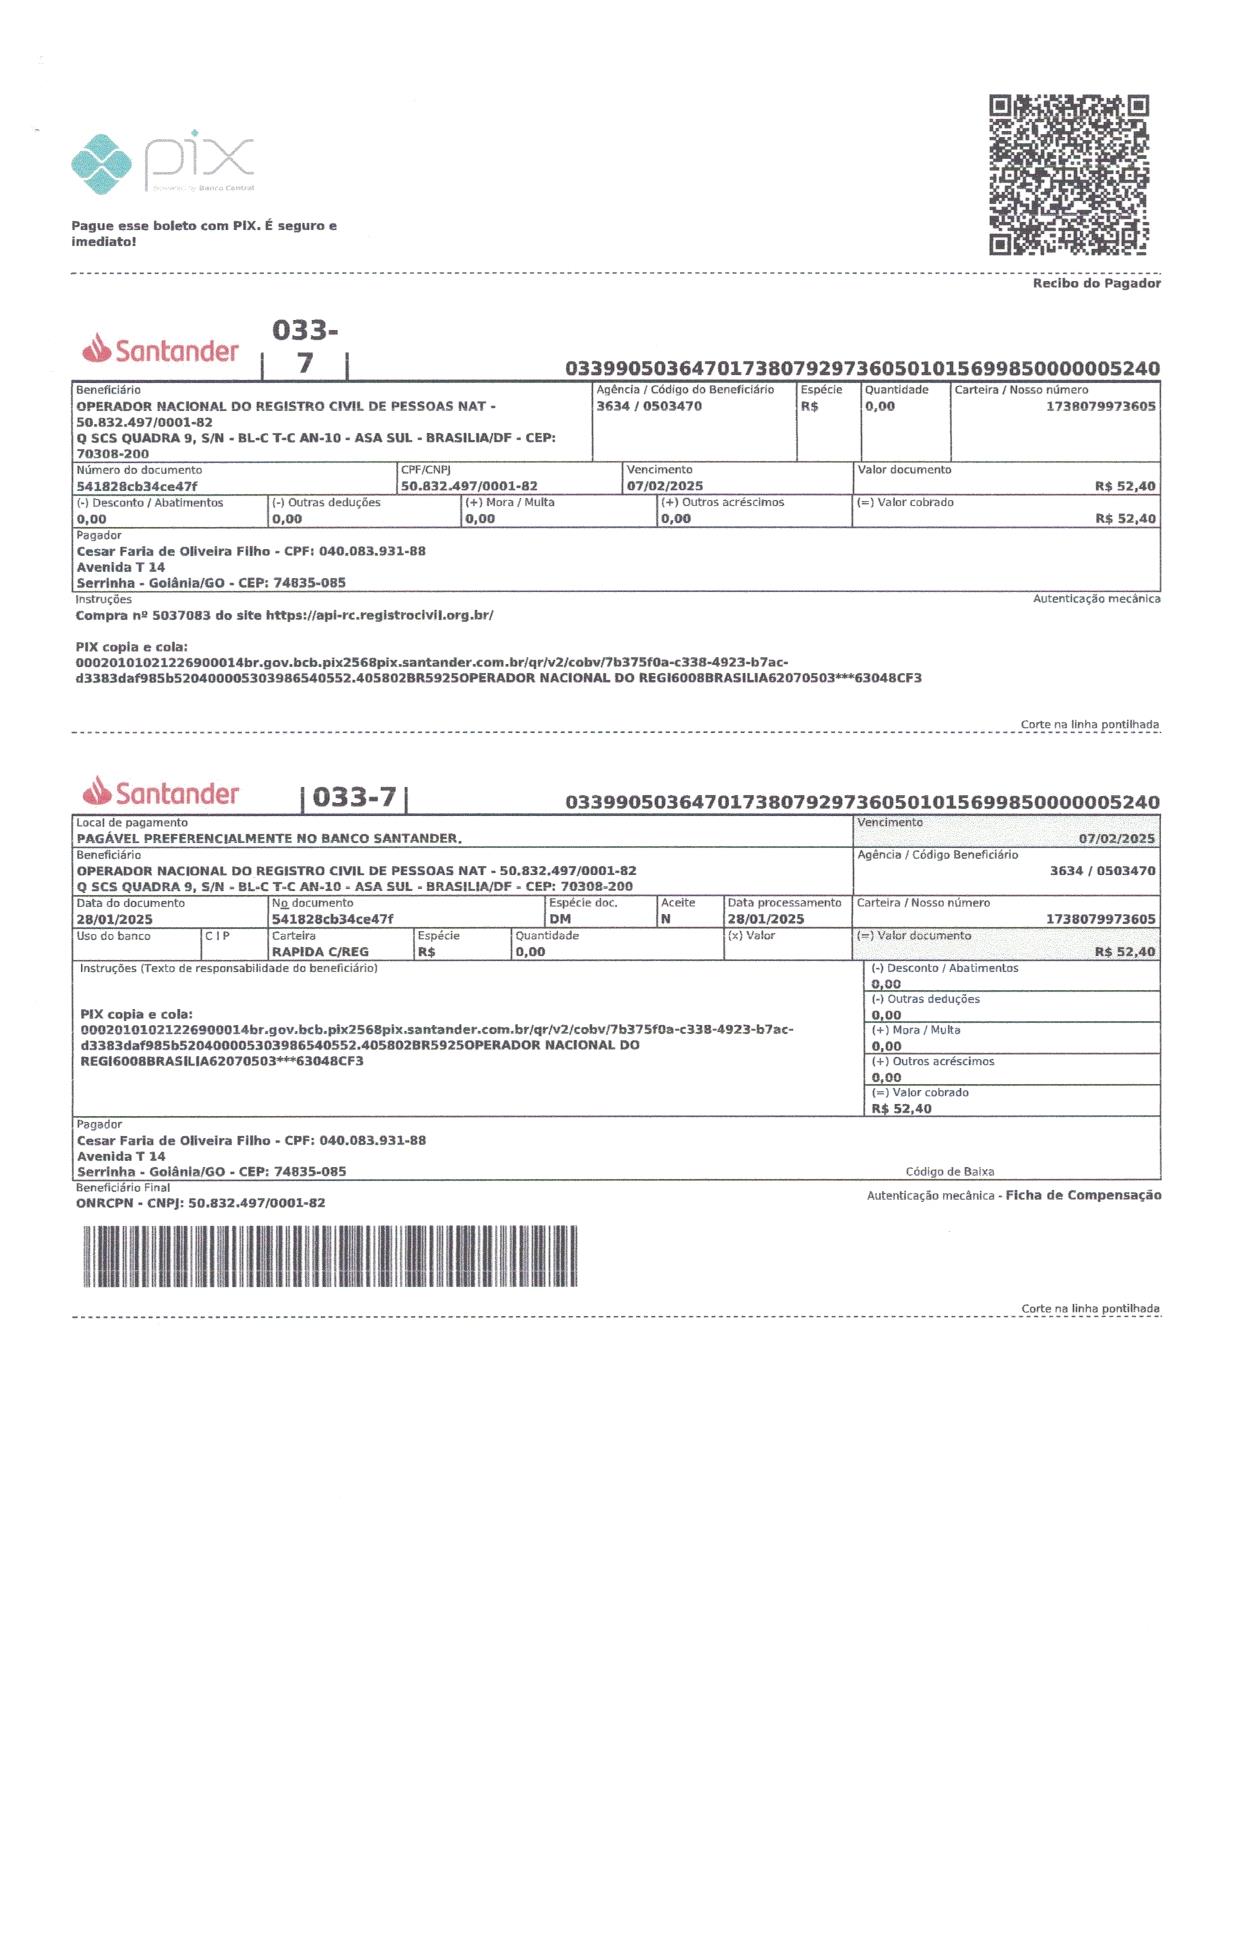 pix
powered by Banco Central
Pague esse boleto com PIX. É seguro e
imediato!
Recibo do Pagador
Santander
033-
7
03399050364701738079297360501015699850000005240
Beneficiário
Agência / Código do Beneficiário
Espécie
Quantidade
Carteira / Nosso número
OPERADOR NACIONAL DO REGISTRO CIVIL DE PESSOAS NAT -
50.832.497/0001-82
Q SCS QUADRA 9, S/N - BL-C T-C AN-10 - ASA SUL - BRASILIA/DF - CEP:
70308-200
3634 / 0503470
R$
0,00
1738079973605
Número do documento
CPF/CNPJ
Vencimento
Valor documento
541828cb34ce47f
50.832.497/0001-82
07/02/2025
R$ 52,40
(-) Desconto / Abatimentos
(-) Outras deduções
(+) Mora / Multa
(+) Outros acréscimos
(=) Valor cobrado
0,00
0,00
0,00
0,00
R$ 52,40
Pagador
Cesar Faria de Oliveira Filho - CPF: 040.083.931-88
Avenida T 14
Serrinha - Goiânia/GO - CEP: 74835-085
Instruções
Autenticação mecânica
Compra nº 5037083 do site https://api-rc.registrocivil.org.br/
PIX copia e cola:
00020101021226900014br.gov.bcb.pix2568pix.santander.com.br/qr/v2/cobv/7b375f0a-c338-4923-b7ac-
d3383daf985b5204000053039865405​52.405802BR5925OPERADOR NACIONAL DO REGI6008BRASILIA62070503***63048CF3
Corte na linha pontilhada
Santander
033-7
03399050364701738079297360501015699850000005240
Local de pagamento
Vencimento
PAGÁVEL PREFERENCIALMENTE NO BANCO SANTANDER.
07/02/2025
Beneficiário
Agência / Código Beneficiário
OPERADOR NACIONAL DO REGISTRO CIVIL DE PESSOAS NAT - 50.832.497/0001-82
Q SCS QUADRA 9, S/N - BL-C T-C AN-10 - ASA SUL - BRASILIA/DF - CEP: 70308-200
3634 / 0503470
Data do documento
No documento
Espécie doc.
Aceite
Data processamento
Carteira / Nosso número
28/01/2025
541828cb34ce47f
DM
N
28/01/2025
1738079973605
Uso do banco
C I P
Carteira
Espécie
Quantidade
(x) Valor
(=) Valor documento
RAPIDA C/REG
R$
0,00
R$ 52,40
Instruções (Texto de responsabilidade do beneficiário)
(-) Desconto / Abatimentos
0,00
(-) Outras deduções
0,00
(+) Mora / Multa
0,00
(+) Outros acréscimos
0,00
(=) Valor cobrado
R$ 52,40
PIX copia e cola:
00020101021226900014br.gov.bcb.pix2568pix.santander.com.br/qr/v2/cobv/7b375f0a-c338-4923-b7ac-
d3383daf985b520400005303986540552.405802BR5925OPERADOR NACIONAL DO
REGI6008BRASILIA62070503***63048CF3
Pagador
Cesar Faria de Oliveira Filho - CPF: 040.083.931-88
Avenida T 14
Serrinha - Goiânia/GO - CEP: 74835-085
Código de Baixa
Beneficiário Final
ONRCPN - CNPJ: 50.832.497/0001-82
Autenticação mecânica - Ficha de Compensação
Corte na linha pontilhada